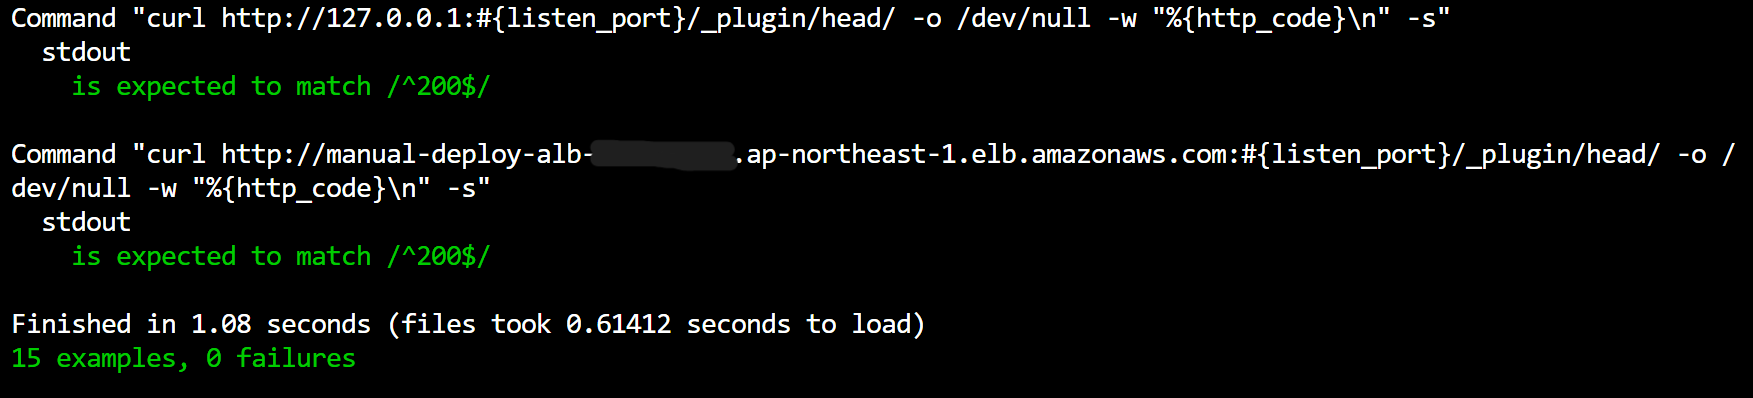 Command "curl http://127.0.0.1:#{listen_port}/_plugin/head/ -o /dev/null -w "%{http_code}\n" -s"
stdout
is expected to match /^200$/
Command "curl http://manual-deploy-alb- .ap-northeast-1.elb.amazonaws.com:#{listen_port}/_plugin/head/ -o /
dev/null -w "%{http_code}\n" -s"
stdout
is expected to match /^200$/
Finished in 1.08 seconds (files took 0.61412 seconds to load)
15 examples, 0 failures